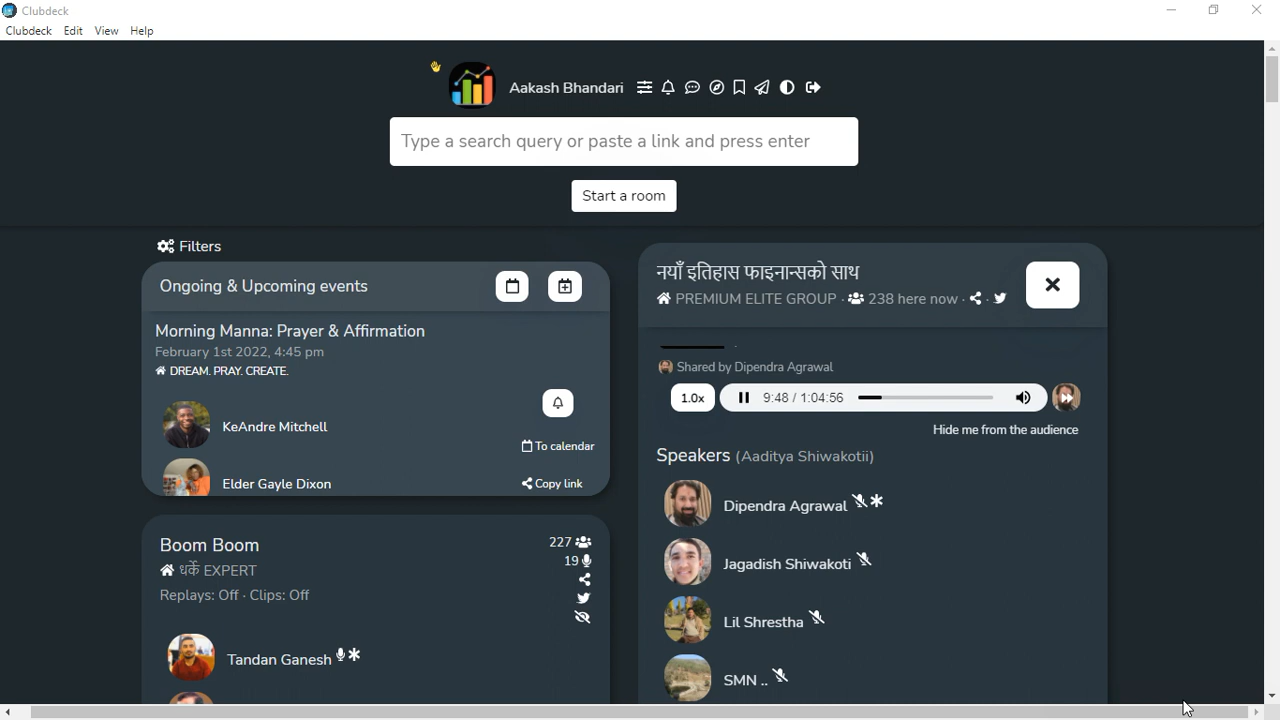 Clubdeck
Clubdeck Edit View Help
Aakash Bhandari
Type a search query or paste a link and press enter
Start a room
Filters
Ongoing & Upcoming events
Morning Manna: Prayer & Affirmation
February 1st 2022, 4:45 pm
DREAM. PRAY. CREATE.
KeAndre Mitchell
To calendar
Elder Gayle Dixon
Copy link
Boom Boom
227
19
धर्के EXPERT
Replays: Off · Clips: Off
Tandan Ganesh
नयाँ इतिहास फाइनान्सको साथ
PREMIUM ELITE GROUP · 238 here now · ·
Shared by Dipendra Agrawal
1.0x
9:48 / 1:04:56
Hide me from the audience
Speakers (Aaditya Shiwakotii)
Dipendra Agrawal
Jagadish Shiwakoti
Lil Shrestha
SMN ..